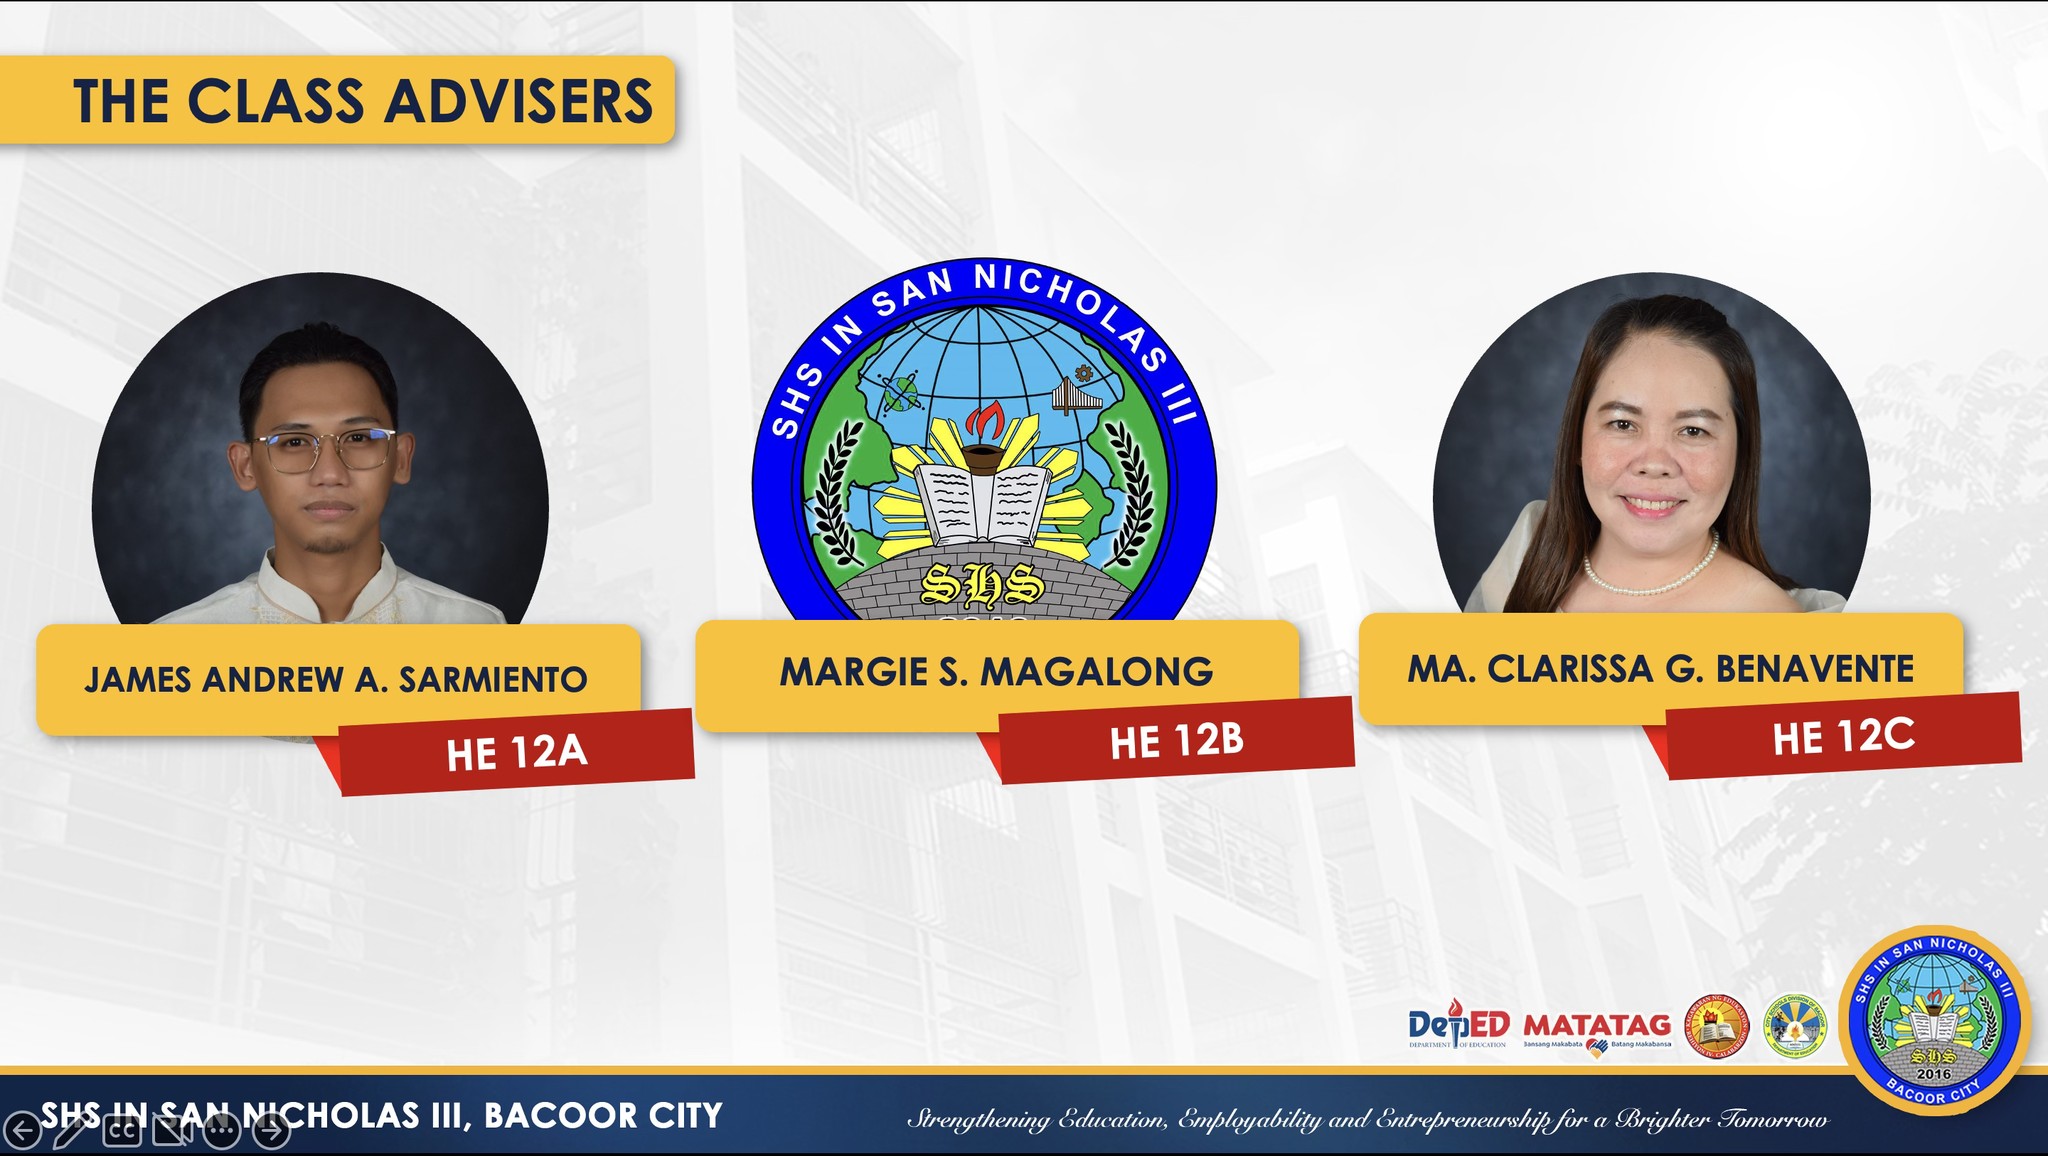 THE CLASS ADVISERS
SHS IN SAN NICHOLAS III
SHS
JAMES ANDREW A. SARMIENTO
HE 12A
MARGIE S. MAGALONG
HE 12B
MA. CLARISSA G. BENAVENTE
HE 12C
DepED
DEPARTMENT OF EDUCATION
MATATAG
Bansang Makabata
Batang Makabansa
SHS IN SAN NICHOLAS III
SHS
2016
BACOOR CITY
SHS IN SAN NICHOLAS III, BACOOR CITY
CC
Strengthening Education, Employability and Entrepreneurship for a Brighter Tomorrow